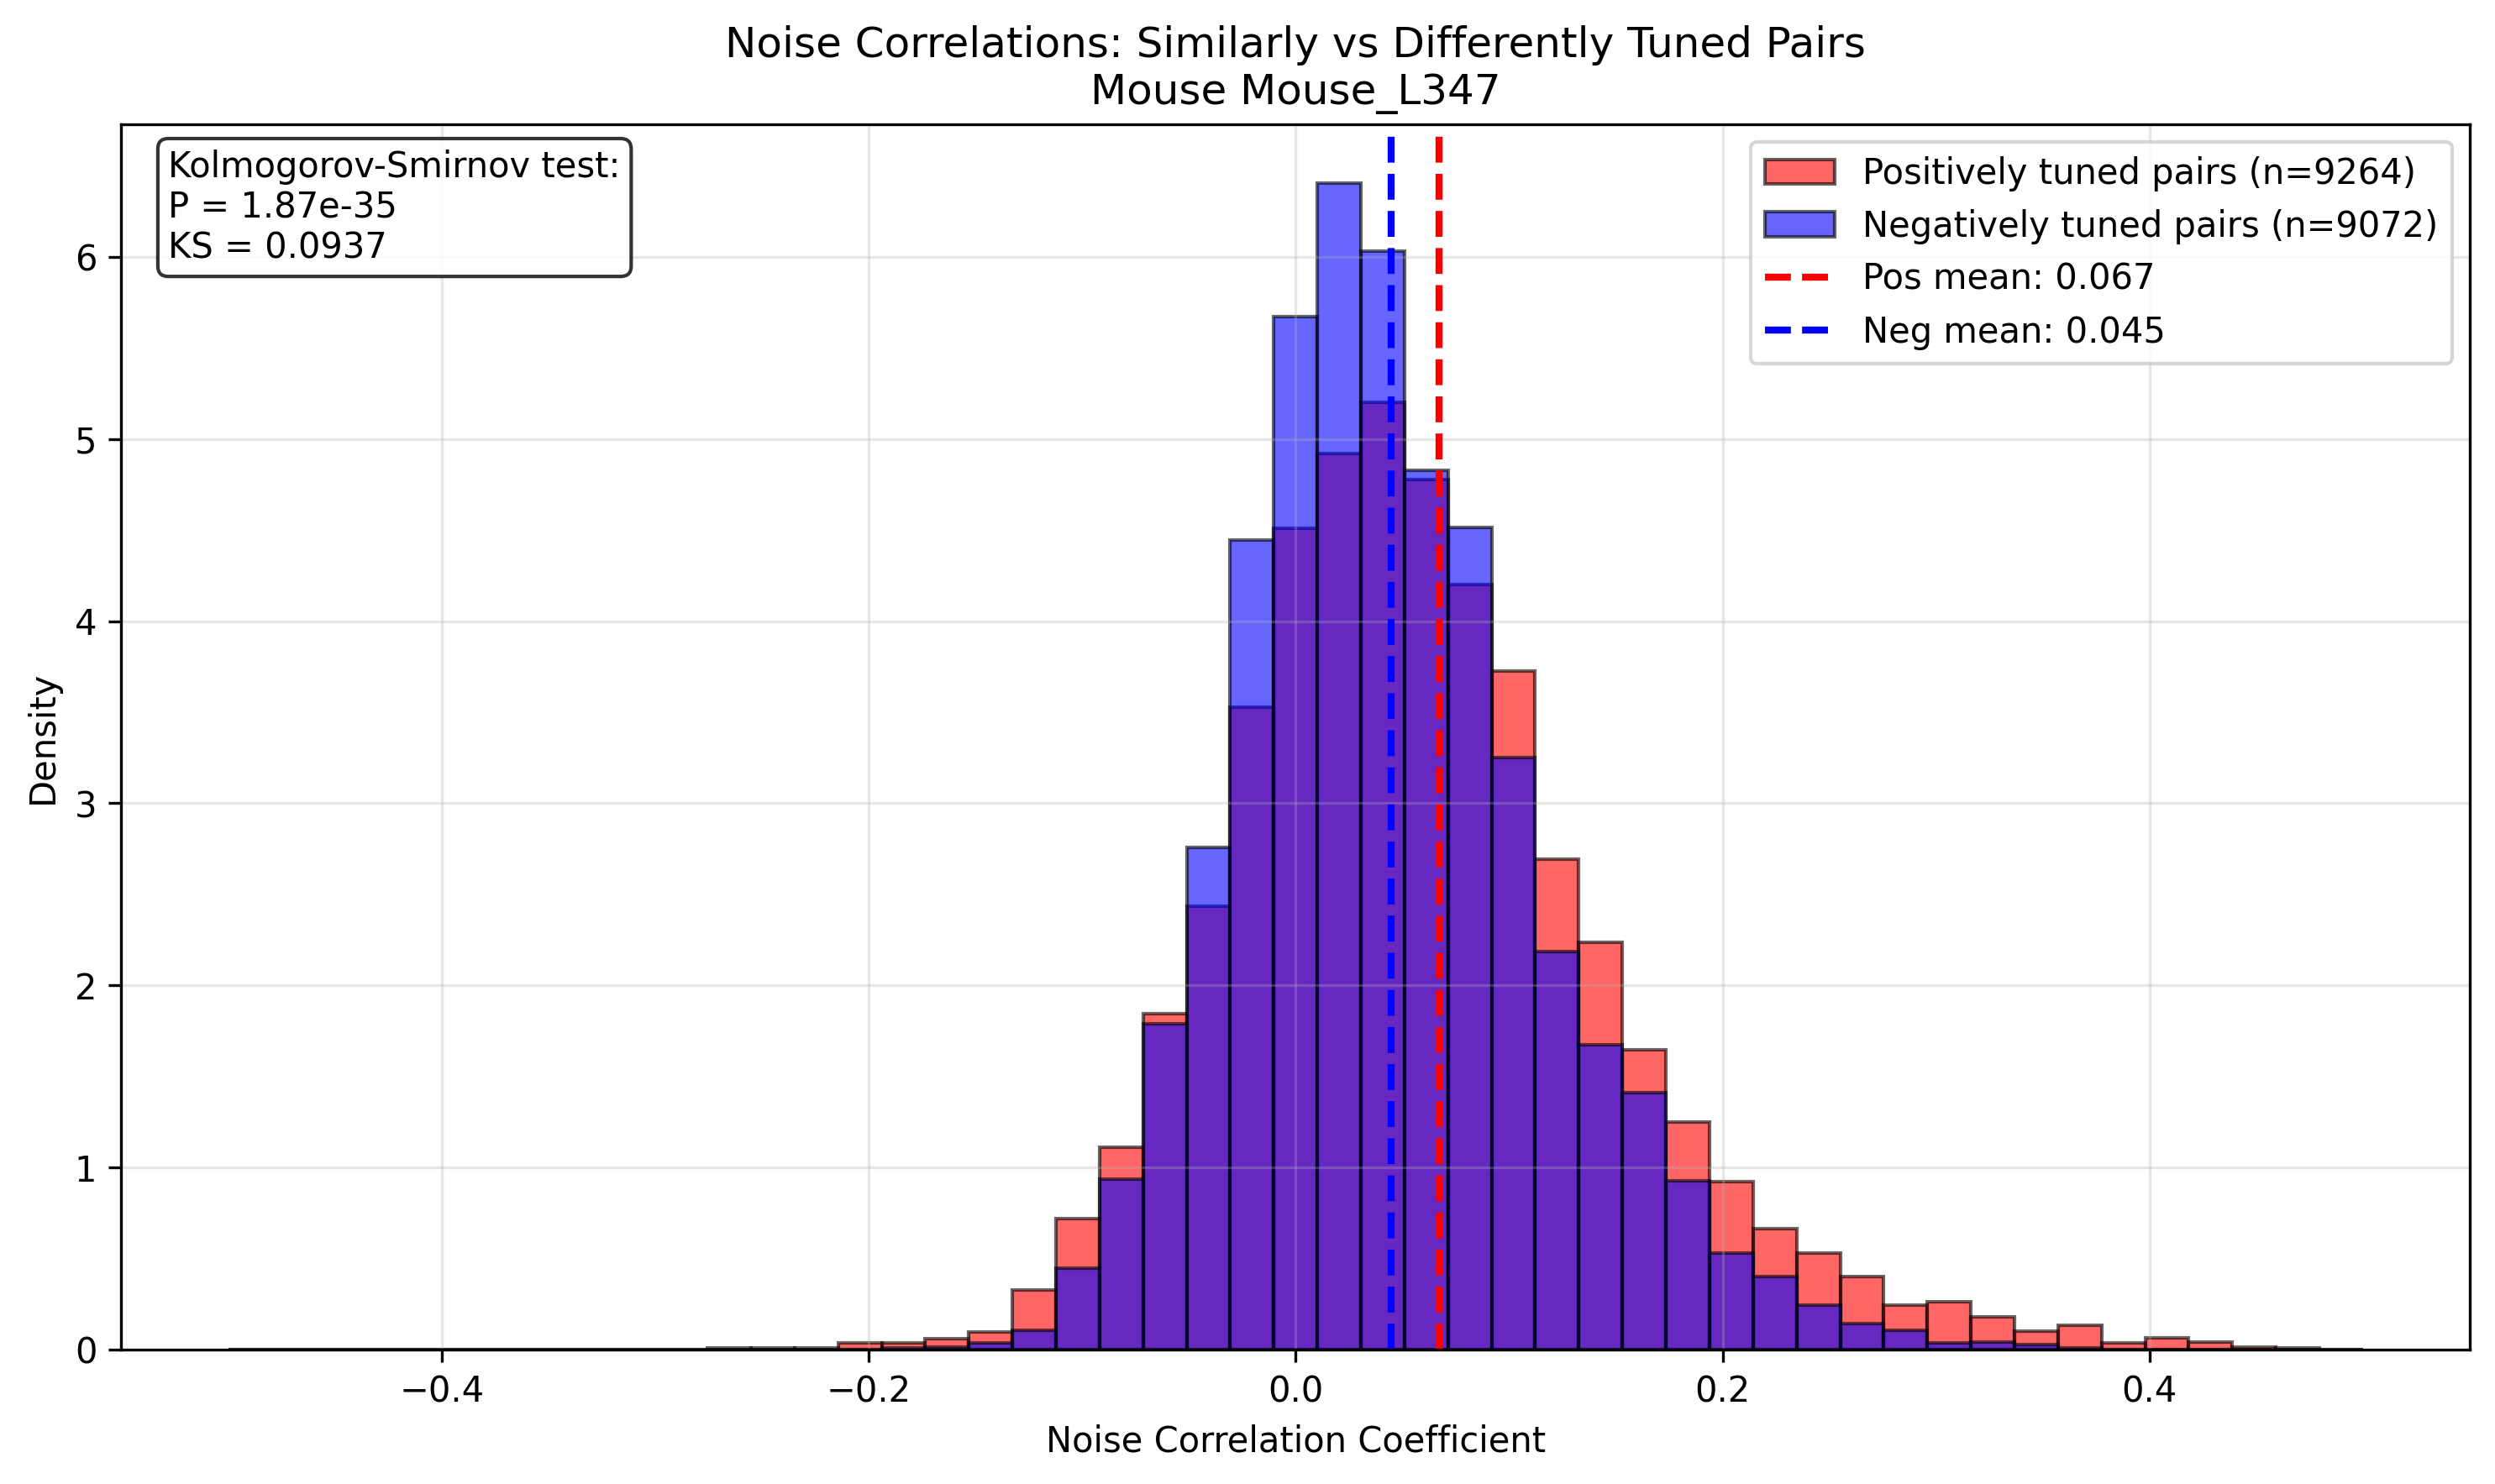 Noise Correlations: Similarly vs Differently Tuned Pairs
Mouse Mouse_L347
Kolmogorov-Smirnov test:
P = 1.87e-35
KS = 0.0937
Positively tuned pairs (n=9264)
Negatively tuned pairs (n=9072)
Pos mean: 0.067
Neg mean: 0.045
Density
6
5
4
3
2
1
0
−0.4
−0.2
0.0
0.2
0.4
Noise Correlation Coefficient